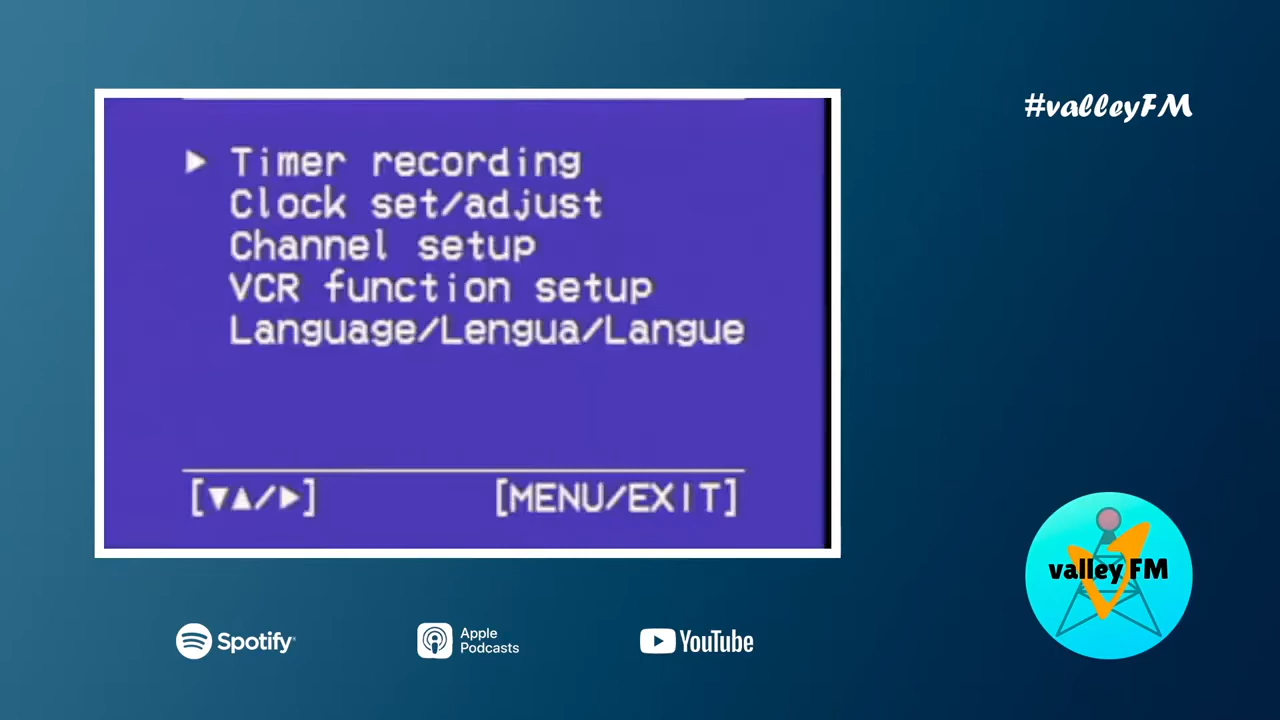 #valleyFM
▶ Timer recording
Clock set/adjust
Channel setup
VCR function setup
Language/Lengua/Langue
[▼▲/▶] [MENU/EXIT]
valley FM
Spotify
Apple
Podcasts
YouTube